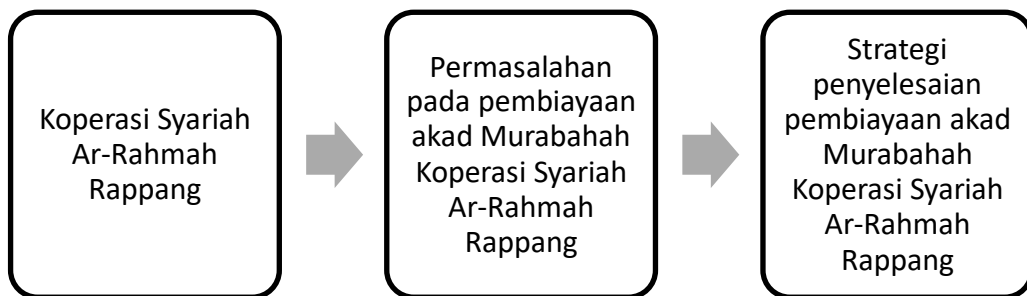 Koperasi Syariah
Ar-Rahmah
Rappang
Permasalahan
pada pembiayaan
akad Murabahah
Koperasi Syariah
Ar-Rahmah
Rappang
Strategi
penyelesaian
pembiayaan akad
Murabahah
Koperasi Syariah
Ar-Rahmah
Rappang